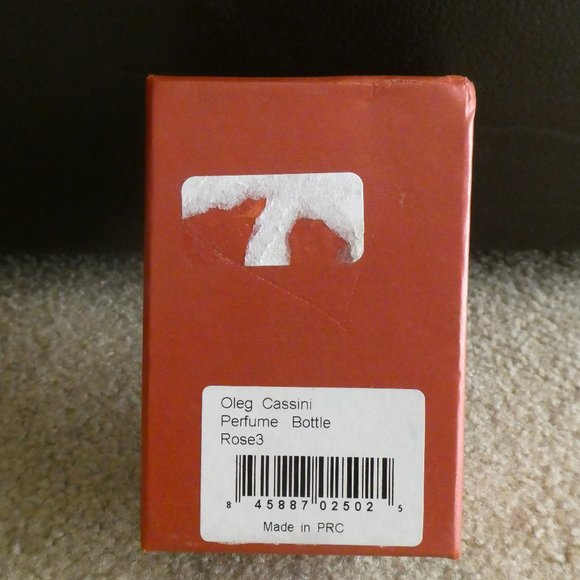 Oleg Cassini
Perfume Bottle
Rose3
8 45887 02502 5
Made in PRC